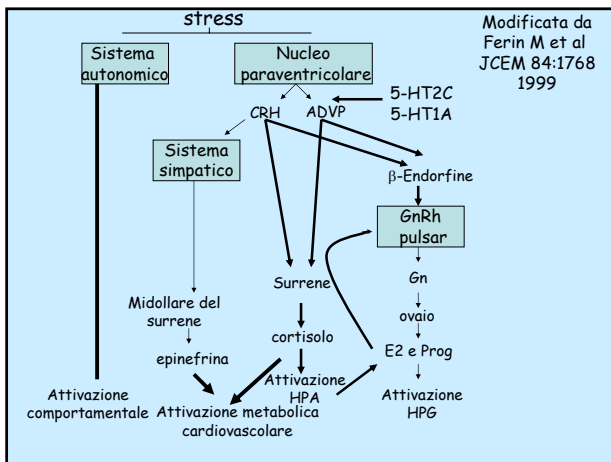 stress
Modificata da
Ferin M et al
JCEM 84:1768
1999
Sistema
autonomico
Nucleo
paraventricolare
5-HT2C
5-HT1A
CRH
ADVP
Sistema
simpatico
β-Endorfine
GnRh
pulsar
Gn
Surrene
Midollare del
surrene
ovaio
cortisolo
epinefrina
E2 e Prog
Attivazione
HPA
Attivazione
comportamentale
Attivazione metabolica
cardiovascolare
Attivazione
HPG